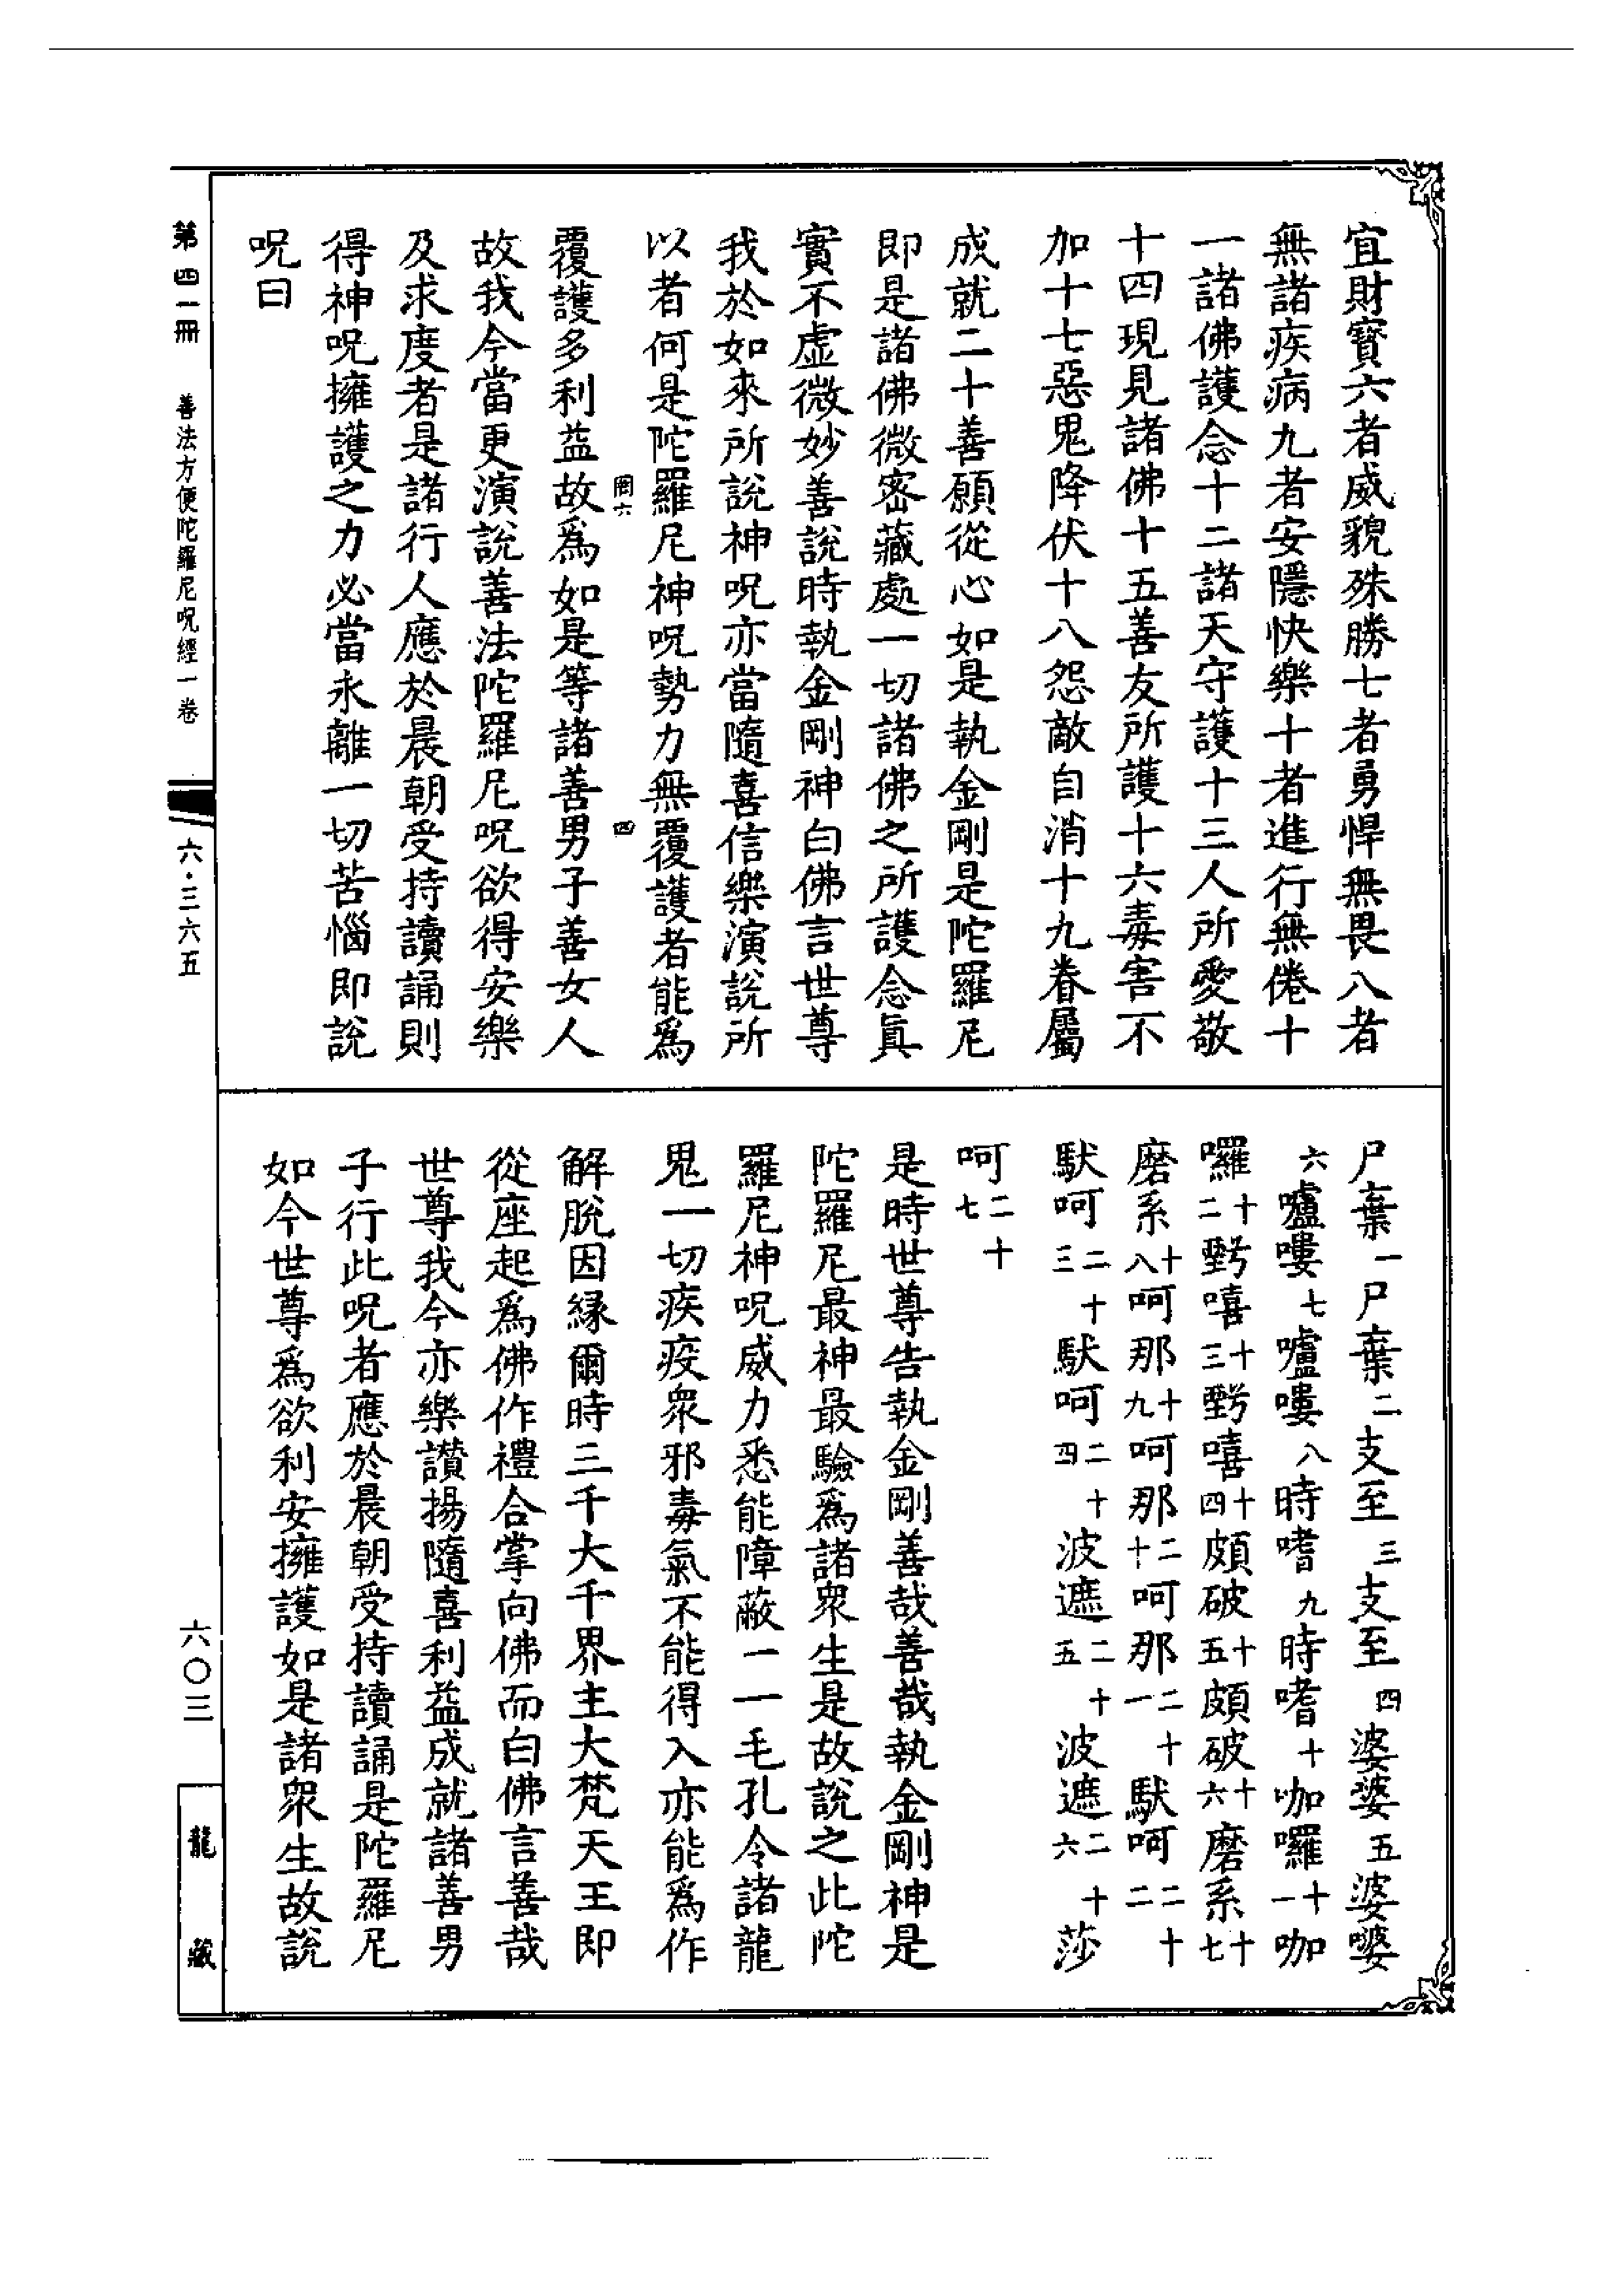 宜財寳六者威貌殊勝七者勇悍無畏八者
無諸疾病九者安隱快樂十者進行無倦十
一諸佛護念十二諸天守護十三人所愛敬
十四現見諸佛十五善友所護十六毒害不
加十七惡鬼降伏十八怨敵自消十九眷屬
成就二十善願從心如是執金剛是陀羅尼
即是諸佛微密藏處一切諸佛之所護念眞
實不虛微妙善說時執金剛神白佛言世尊
我於如來所說神呪亦當隨喜信樂演說所
以者何是陀羅尼神呪勢力無覆護者能爲
罔六 四
覆護多利益故爲如是等諸善男子善女人
故我今當更演說善法陀羅尼呪欲得安樂
及求度者是諸行人應於晨朝受持讀誦則
得神呪擁護之力必當永離一切苦惱即說
呪曰
尸棄一尸棄二支至三支至四婆婆五婆嘙
六嚧嘍七嚧嘍八時嗜九時嗜十咖囉十一咖
囉十二嘻十三嘻十四頗破十五頗破十六磨系十七
磨系十八呵那十九呵那二十呵那二十一馱呵二十二
馱呵二十三馱呵二十四波遮二十五波遮二十六莎
呵二十七
是時世尊告執金剛善哉善哉執金剛神是
陀羅尼最神最驗爲諸衆生是故說之此陀
羅尼神呪威力悉能障蔽一一毛孔令諸龍
鬼一切疾疫衆邪毒氣不能得入亦能爲作
解脫因緣爾時三千大千界主大梵天王即
從座起爲佛作禮合掌向佛而白佛言善哉
世尊我今亦樂讚揚隨喜利益成就諸善男
子行此呪者應於晨朝受持讀誦是陀羅尼
如今世尊爲欲利安擁護如是諸衆生故說
第四一冊 善法方便陀羅尼呪經一卷 六·三六五
六〇三
龍藏